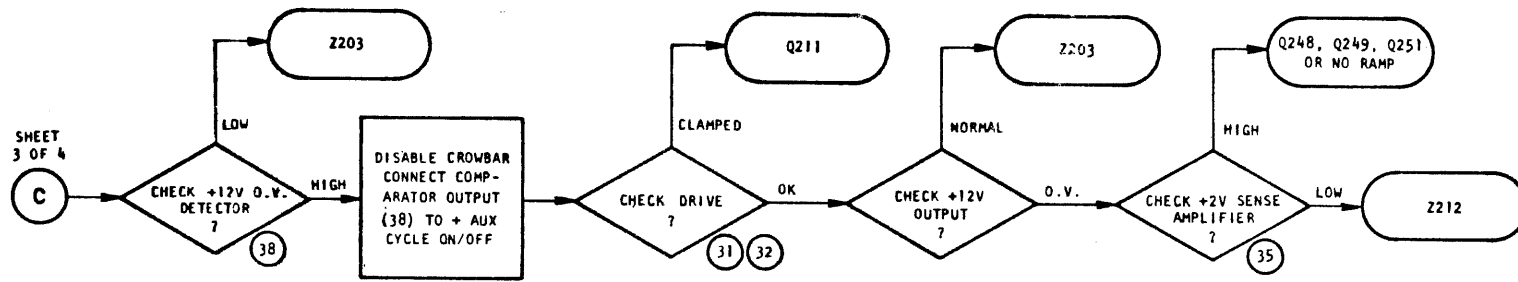 SHEET
3 OF 4
C
LOW
Z203
CHECK +12V O.V.
DETECTOR
?
38
HIGH
DISABLE CROWBAR
CONNECT COMP-
ARATOR OUTPUT
(38) TO + AUX
CYCLE ON/OFF
CLAMPED
Q211
CHECK DRIVE
?
31
32
OK
NORMAL
Z203
CHECK +12V
OUTPUT
?
O.V.
HIGH
Q248, Q249, Q251
OR NO RAMP
CHECK +2V SENSE
AMPLIFIER
?
35
LOW
Z212